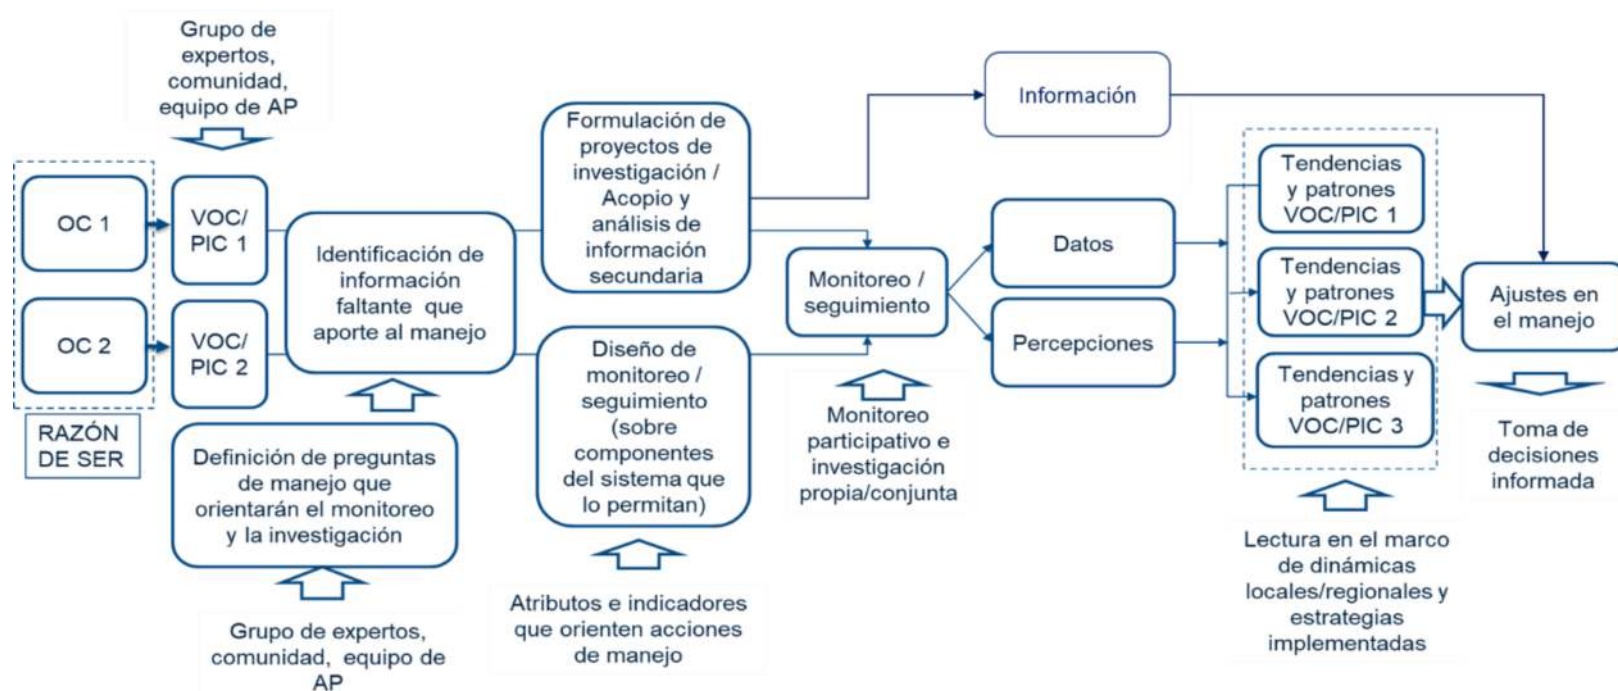 Grupo de
expertos,
comunidad,
equipo de AP
OC 1
OC 2
RAZÓN
DE SER
VOC/
PIC 1
VOC/
PIC 2
Identificación de
información
faltante que
aporte al manejo
Definición de preguntas
de manejo que
orientarán el monitoreo
y la investigación
Grupo de expertos,
comunidad, equipo de
AP
Formulación de
proyectos de
investigación /
Acopio y
análisis de
información
secundaria
Diseño de
monitoreo /
seguimiento
(sobre
componentes
del sistema que
lo permitan)
Atributos e indicadores
que orienten acciones
de manejo
Monitoreo /
seguimiento
Monitoreo
participativo e
investigación
propia/conjunta
Información
Datos
Percepciones
Tendencias
y patrones
VOC/PIC 1
Tendencias
y patrones
VOC/PIC 2
Tendencias y
patrones
VOC/PIC 3
Lectura en el marco
de dinámicas
locales/regionales y
estrategias
implementadas
Ajustes en
el manejo
Toma de
decisiones
informada